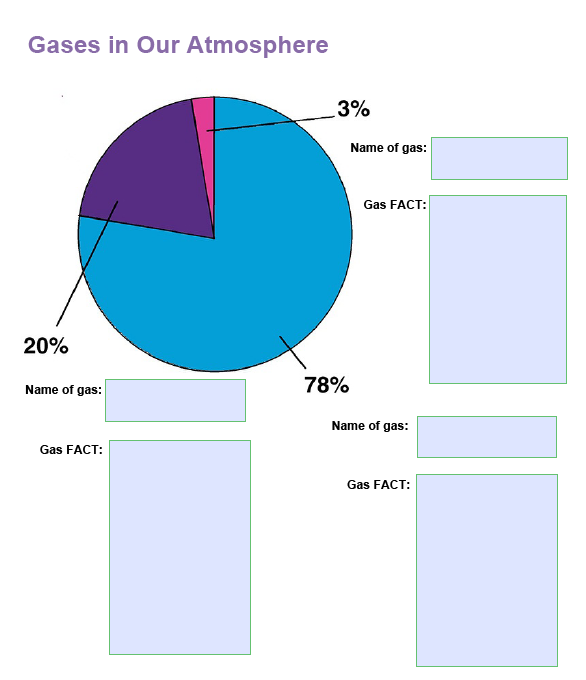 Gases in Our Atmosphere
3%
Name of gas:
Gas FACT:
20%
78%
Name of gas:
Gas FACT:
Name of gas:
Gas FACT: